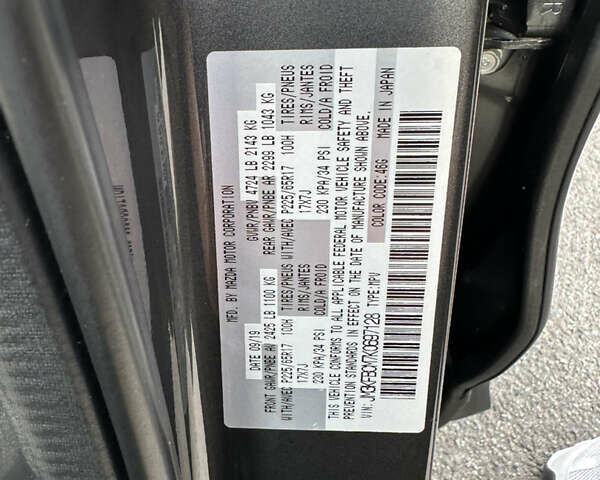 MFD. BY MAZDA MOTOR CORPORATION
DATE 09/19 GVWR/PNBV 4724 LB 2143 KG
FRONT GAWR/PNBE AV 2425 LB 1100 KG REAR GAWR/PNBE AR 2299 LB 1043 KG
TIRES/PNEUS TIRES/PNEUS
WITH/AVEC P225/65R17 100H RIMS/JANTES WITH/AVEC P225/65R17 100H RIMS/JANTES
17X7J COLD/A FROID 17X7J COLD/A FROID
230 KPA/34 PSI 230 KPA/34 PSI
THIS VEHICLE CONFORMS TO ALL APPLICABLE FEDERAL MOTOR VEHICLE SAFETY AND THEFT
PREVENTION STANDARDS IN EFFECT ON THE DATE OF MANUFACTURE SHOWN ABOVE.
VIN: JM3KFBCM7K0697128 TYPE:MPV COLOR CODE:46G MADE IN JAPAN